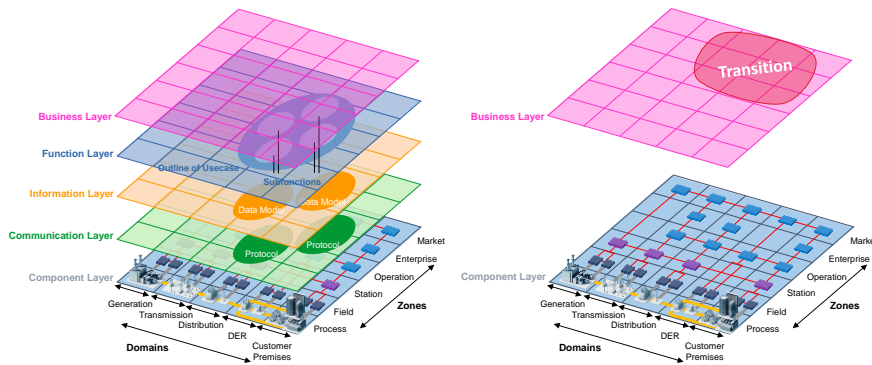 Business Layer
Function Layer
Outline of Usecase
Subfunctions
Information Layer
Data Model
Data Model
Communication Layer
Protocol
Protocol
Component Layer
Market
Enterprise
Operation
Station
Field
Process
Zones
Generation
Transmission
Distribution
DER
Customer
Premises
Domains
Transition
Business Layer
Component Layer
Market
Enterprise
Operation
Station
Field
Process
Zones
Generation
Transmission
Distribution
DER
Customer
Premises
Domains